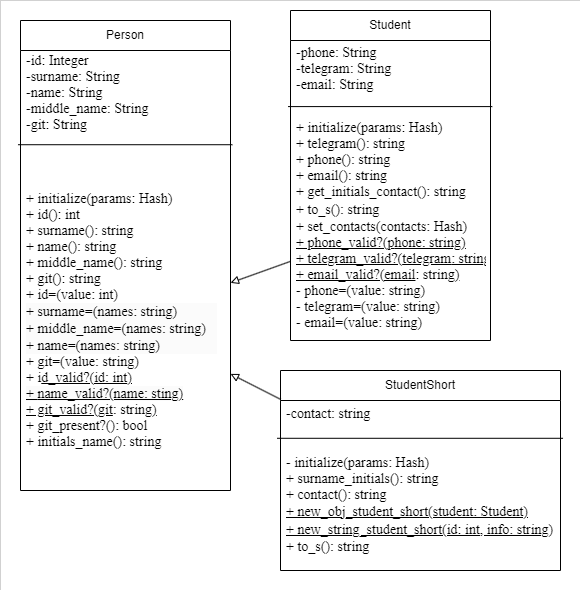 Person
-id: Integer
-surname: String
-name: String
-middle_name: String
-git: String
+ initialize(params: Hash)
+ id(): int
+ surname(): string
+ name(): string
+ middle_name(): string
+ git(): string
+ id=(value: int)
+ surname=(names: string)
+ middle_name=(names: string)
+ name=(names: string)
+ git=(value: string)
+ id_valid?(id: int)
+ name_valid?(name: sting)
+ git_valid?(git: string)
+ git_present?(): bool
+ initials_name(): string
Student
-phone: String
-telegram: String
-email: String
+ initialize(params: Hash)
+ telegram(): string
+ phone(): string
+ email(): string
+ get_initials_contact(): string
+ to_s(): string
+ set_contacts(contacts: Hash)
+ phone_valid?(phone: string)
+ telegram_valid?(telegram: string
+ email_valid?(email: string)
- phone=(value: string)
- telegram=(value: string)
- email=(value: string)
StudentShort
-contact: string
- initialize(params: Hash)
+ surname_initials(): string
+ contact(): string
+ new_obj_student_short(student: Student)
+ new_string_student_short(id: int, info: string)
+ to_s(): string